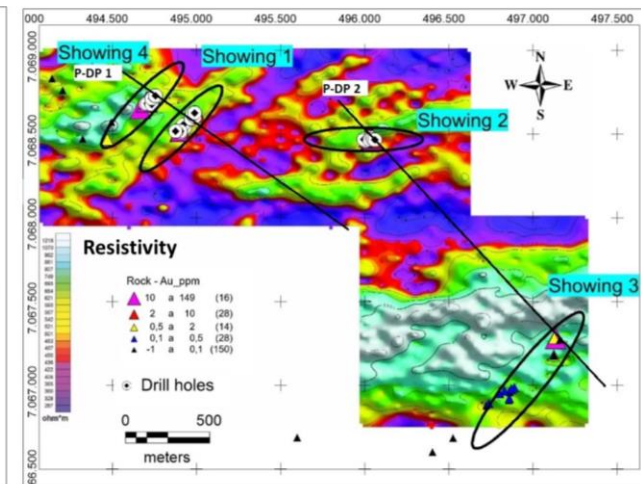 000 494.500 495.000 495.500 496.000 496.500 497.000 497.500
7.069.000
7.068.500
7.068.000
7.067.500
7.067.000
66.500
Showing 4
Showing 1
P-DP 1
P-DP 2
Showing 2
Showing 3
N
W E
S
Resistivity
ohm*m
Rock - Au_ppm
10 a 149 (16)
2 a 10 (28)
0,5 a 2 (14)
0,1 a 0,5 (28)
-1 a 0,1 (150)
Drill holes
0 500
meters